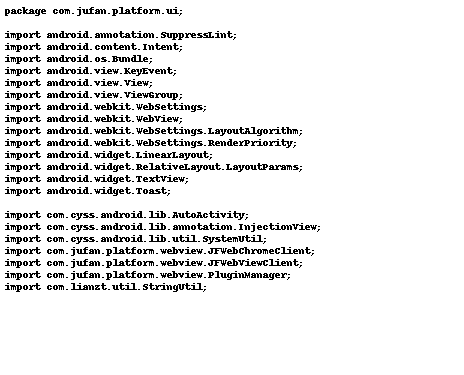 package com.jufan.platform.ui;

import android.annotation.SuppressLint;
import android.content.Intent;
import android.os.Bundle;
import android.view.KeyEvent;
import android.view.View;
import android.view.ViewGroup;
import android.webkit.WebSettings;
import android.webkit.WebView;
import android.webkit.WebSettings.LayoutAlgorithm;
import android.webkit.WebSettings.RenderPriority;
import android.widget.LinearLayout;
import android.widget.RelativeLayout.LayoutParams;
import android.widget.TextView;
import android.widget.Toast;

import com.cyss.android.lib.AutoActivity;
import com.cyss.android.lib.annotation.InjectionView;
import com.cyss.android.lib.util.SystemUtil;
import com.jufan.platform.webview.JFWebChromeClient;
import com.jufan.platform.webview.JFWebViewClient;
import com.jufan.platform.webview.PluginManager;
import com.lianzt.util.StringUtil;